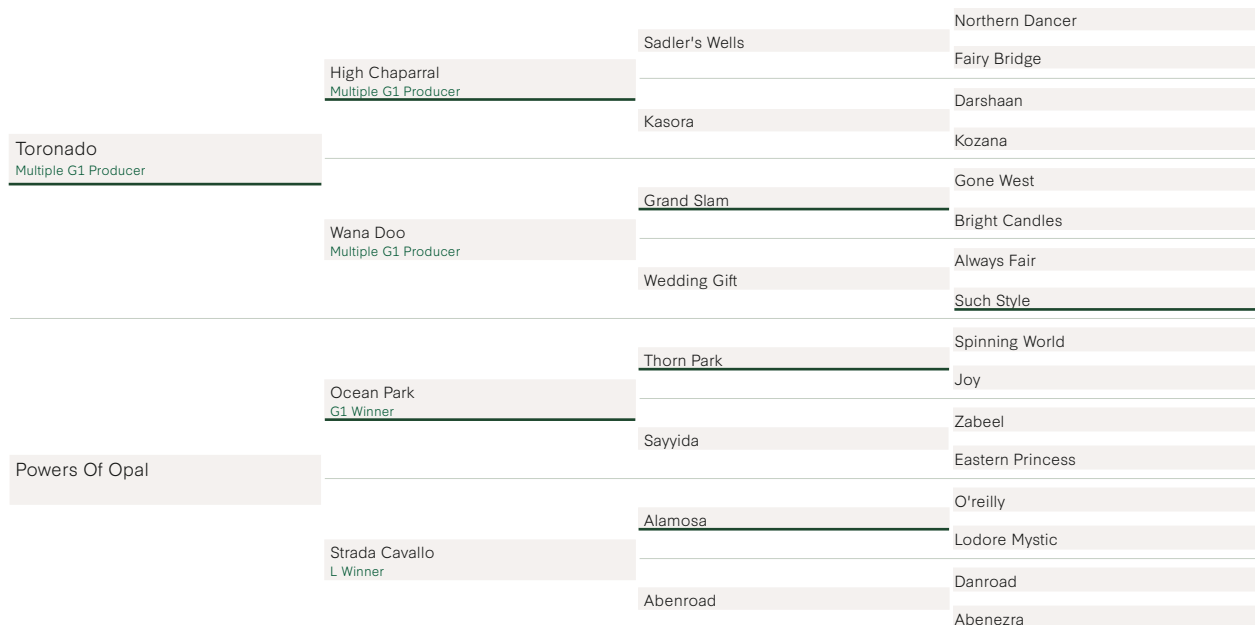 Toronado
Multiple G1 Producer
High Chaparral
Multiple G1 Producer
Sadler's Wells
Northern Dancer
Fairy Bridge
Kasora
Darshaan
Kozana
Wana Doo
Multiple G1 Producer
Grand Slam
Gone West
Bright Candles
Wedding Gift
Always Fair
Such Style
Powers Of Opal
Ocean Park
G1 Winner
Thorn Park
Spinning World
Joy
Sayyida
Zabeel
Eastern Princess
Strada Cavallo
L Winner
Alamosa
O'reilly
Lodore Mystic
Abenroad
Danroad
Abenezra